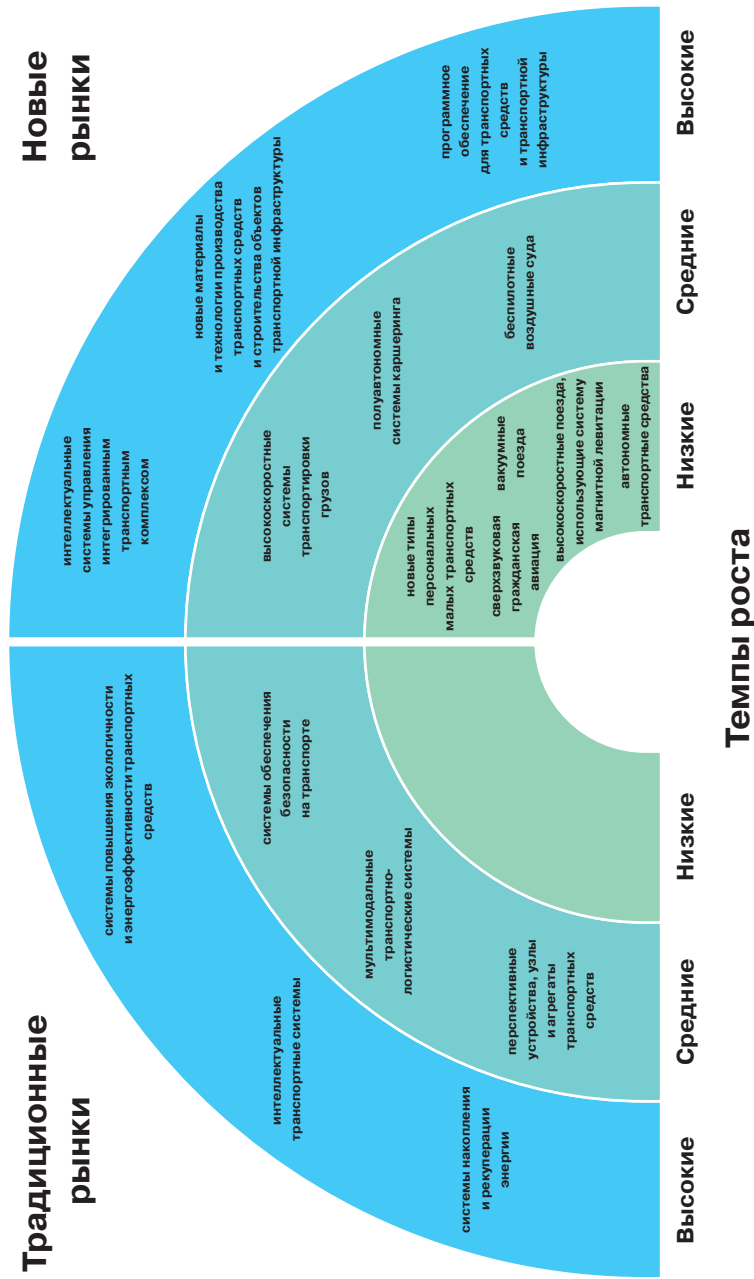 Традиционные
рынки
Новые
рынки
системы повышения экологичности
и энергоэффективности транспортных
средств
интеллектуальные
транспортные системы
системы накопления
и рекуперации
энергии
системы обеспечения
безопасности
на транспорте
мультимодальные
транспортно-
логистические системы
перспективные
устройства, узлы
и агрегаты
транспортных
средств
интеллектуальные
системы управления
интегрированным
транспортным
комплексом
новые материалы
и технологии производства
транспортных средств
и строительства объектов
транспортной инфраструктуры
программное
обеспечение
для транспортных
средств
и транспортной
инфраструктуры
высокоскоростные
системы
транспортировки
грузов
полуавтономные
системы каршеринга
беспилотные
воздушные суда
новые типы
персональных
малых транспортных
средств
вакуумные
поезда
сверхзвуковая
гражданская
авиация
высокоскоростные поезда,
использующие систему
магнитной левитации
автономные
транспортные средства
Высокие
Средние
Низкие
Низкие
Средние
Высокие
Темпы роста